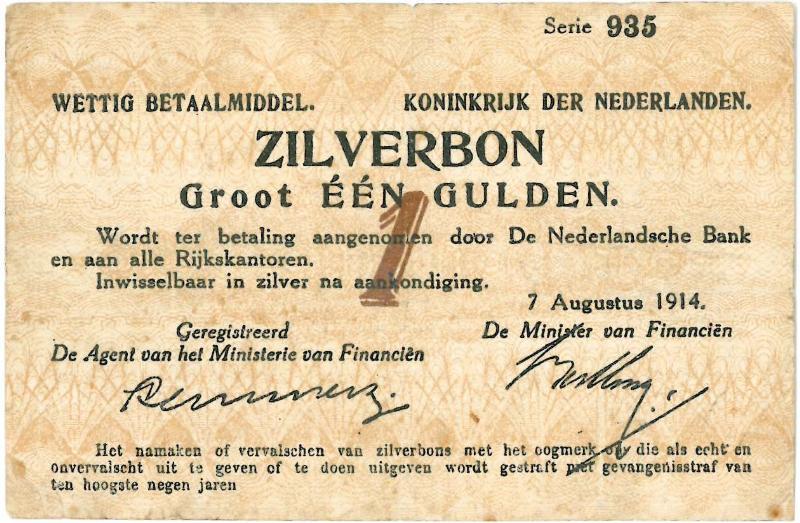 Serie 935
WETTIG BETAALMIDDEL. KONINKRIJK DER NEDERLANDEN.
ZILVERBON
Groot ÉÉN GULDEN.
1
Wordt ter betaling aangenomen door De Nederlandsche Bank
en aan alle Rijkskantoren.
Inwisselbaar in zilver na aankondiging.
7 Augustus 1914.
Geregistreerd De Minister van Financiën
De Agent van het Ministerie van Financiën
Het namaken of vervalschen van zilverbons met het oogmerk om die als echt en
onvervalscht uit te geven of te doen uitgeven wordt gestraft met gevangenisstraf van
ten hoogste negen jaren